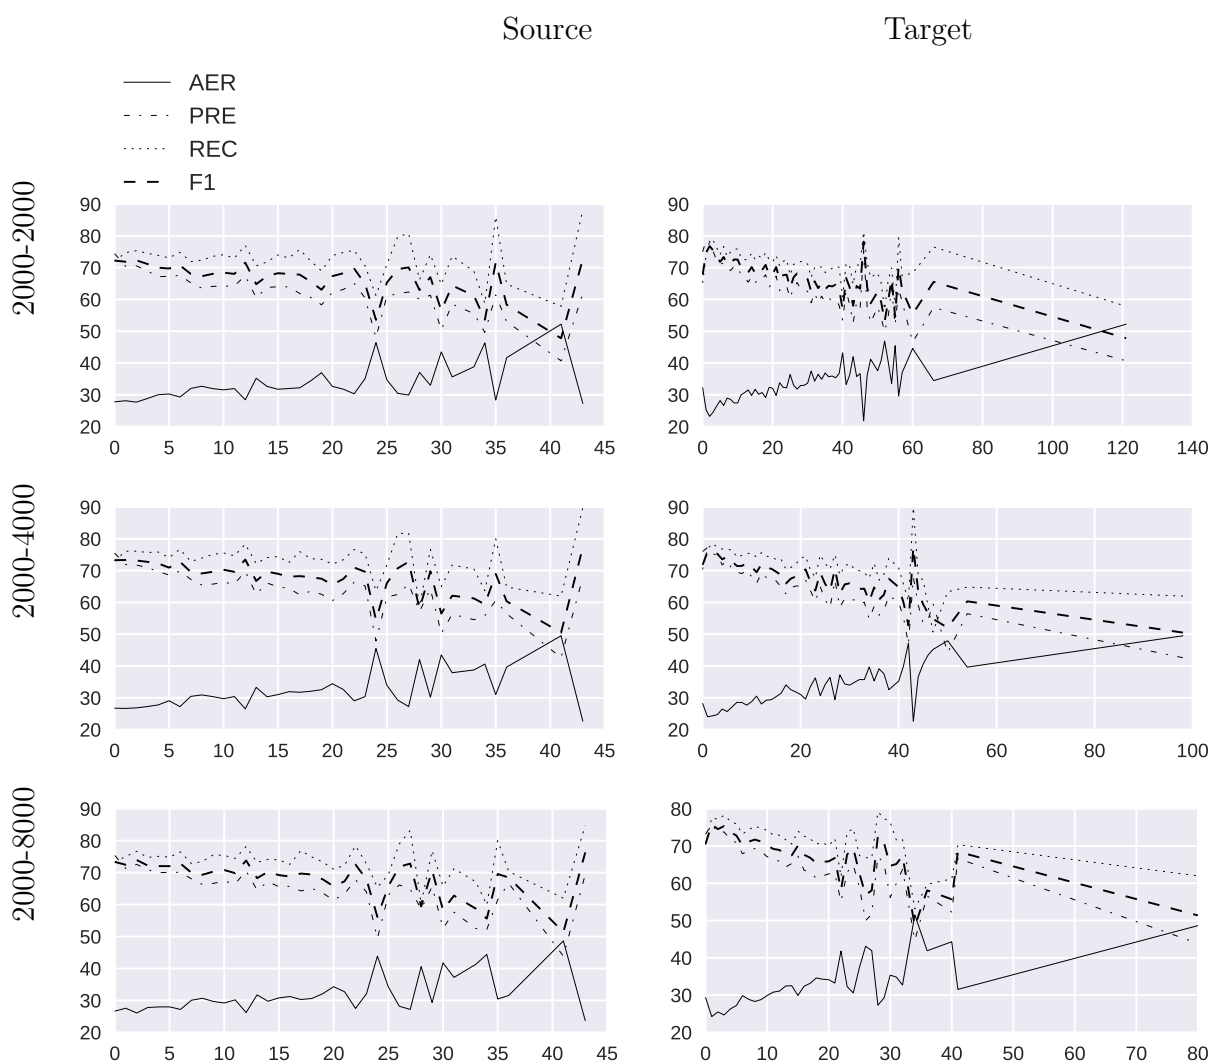 Source Target
AER
PRE
REC
F1
2000-2000
90 80 70 60 50 40 30 20
0 5 10 15 20 25 30 35 40 45
90 80 70 60 50 40 30 20
0 20 40 60 80 100 120 140
2000-4000
90 80 70 60 50 40 30 20
0 5 10 15 20 25 30 35 40 45
90 80 70 60 50 40 30 20
0 20 40 60 80 100
2000-8000
90 80 70 60 50 40 30 20
0 5 10 15 20 25 30 35 40 45
80 70 60 50 40 30 20
0 10 20 30 40 50 60 70 80